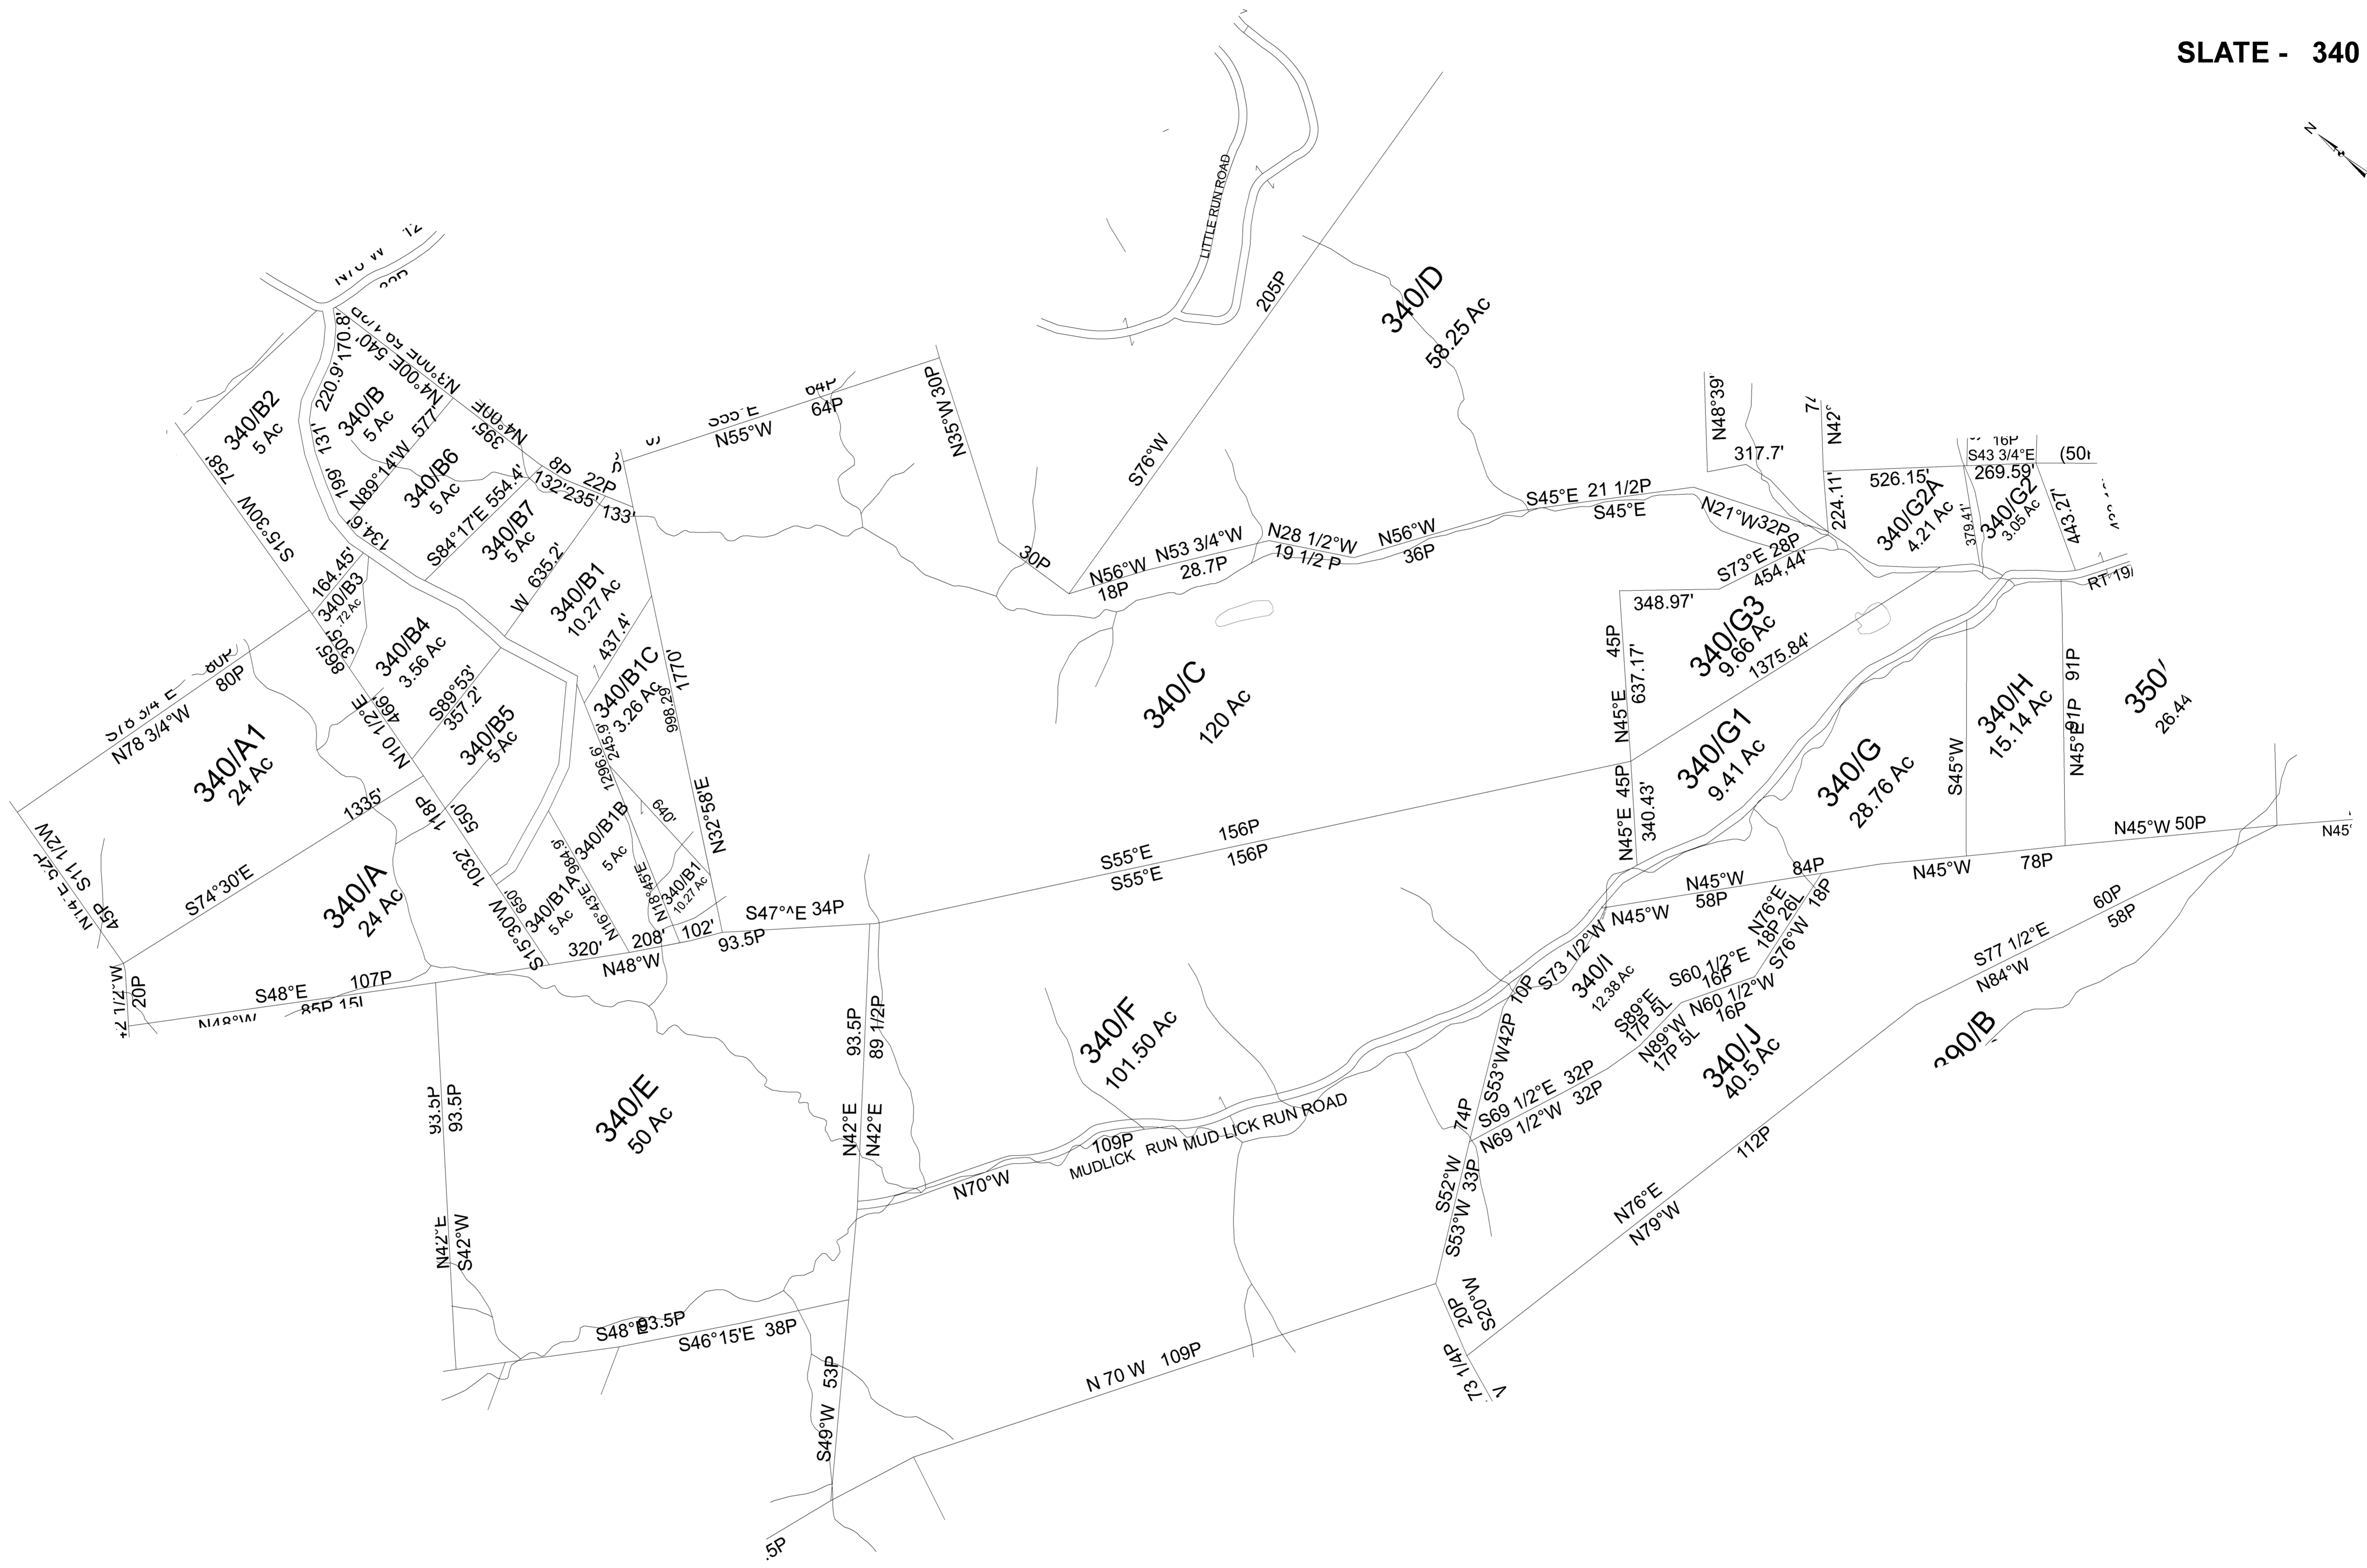 SLATE - 340
N
LITTLE RUN ROAD
205P
S76°W
340/D
58.25 Ac
170.8'
220.9'
131'
199'
134.6'
540'
N4°00E
N4°00E
395'
340/B2
5 Ac
340/B
5 Ac
N89°14'W 577'
340/B6
5 Ac
758'
S15°30W
S84°17'E 554.4'
340/B7
5 Ac
8P
22P
132'
235'
133'
W 635.2'
340/B1
10.27 Ac
437.4'
164.45'
340/B3
.72 Ac
305'
865'
340/B4
3.56 Ac
466'
N10 1/2°E
S89°53'
357.2'
340/B5
5 Ac
340/B1C
3.26 Ac
245.9'
1296.6'
998.29'
1770'
N32°58'E
649'
340/B1B
5 Ac
984.9'
N16°43'E
340/B1A
5 Ac
N18°45'E
340/B1
10.27 Ac
118P
550'
1032'
650'
S15°30'W
320'
208'
102'
N48°W
93.5P
S47°^E 34P
64P
N55°W
64P
N35°W 30P
30P
80P
N78 3/4°W
340/A1
24 Ac
1335'
S74°30'E
S11 1/2W
45P
20P
340/A
24 Ac
S48°E 107P
N56°W
18P
N53 3/4°W
28.7P
N28 1/2°W
19 1/2 P
N56°W
36P
S45°E 21 1/2P
S45°E
N21°W 32P
S73°E 28P
454.44'
N48°39'
317.7'
224.11'
526.15'
16P
S43 3/4°E
269.59'
340/G2A
4.21 Ac
379.41'
340/G2
3.05 Ac
443.27'
348.97'
45P
637.17'
N45°E
340/G3
9.66 Ac
1375.84'
340/C
120 Ac
N45°E 45P
340.43'
340/G1
9.41 Ac
340/G
28.76 Ac
S45°W
340/H
15.14 Ac
91P
91P
N45°E
26.44
S55°E
156P
S55°E
156P
N45°W
58P
N45°W
84P
N45°W
78P
N45°W 50P
18P
N76°E
18P 26L
S76°W
S60 1/2°E
16P
N60 1/2°W
16P
S89°E
17P 5L
N89°W
17P 5L
S73 1/2°W
10P
340/I
12.38 Ac
S53°W 42P
74P
S69 1/2°E 32P
N69 1/2°W 32P
340/J
40.5 Ac
S77 1/2°E
60P
N84°W
58P
340/F
101.50 Ac
93.5P
89 1/2P
N42°E
N42°E
93.5P
93.5P
N42°E
S42°W
340/E
50 Ac
109P
N70°W
MUDLICK RUN
MUD LICK RUN ROAD
S52°W
33P
S53°W
20P
S20°W
73 1/4P
N76°E
N79°W
112P
S48°E
93.5P
S46°15'E 38P
S49°W 53P
N 70 W 109P